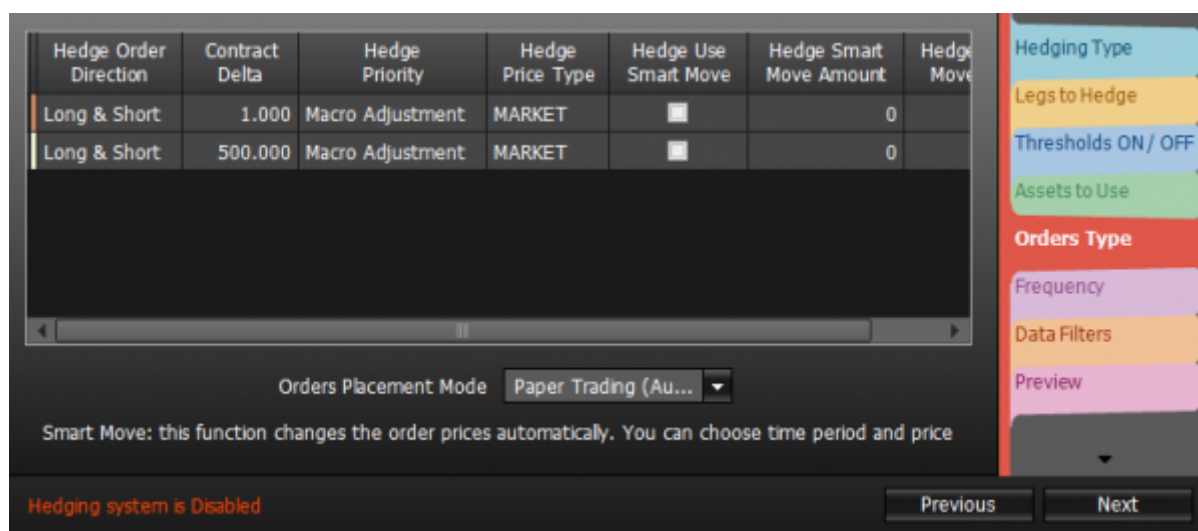 Hedge Order Direction
Contract Delta
Hedge Priority
Hedge Price Type
Hedge Use Smart Move
Hedge Smart Move Amount
Hedge Move
Long & Short 1.000 Macro Adjustment MARKET 0
Long & Short 500.000 Macro Adjustment MARKET 0
Orders Placement Mode Paper Trading (Au...
Smart Move: this function changes the order prices automatically. You can choose time period and price
Hedging system is Disabled
Previous
Next
Hedging Type
Legs to Hedge
Thresholds ON / OFF
Assets to Use
Orders Type
Frequency
Data Filters
Preview